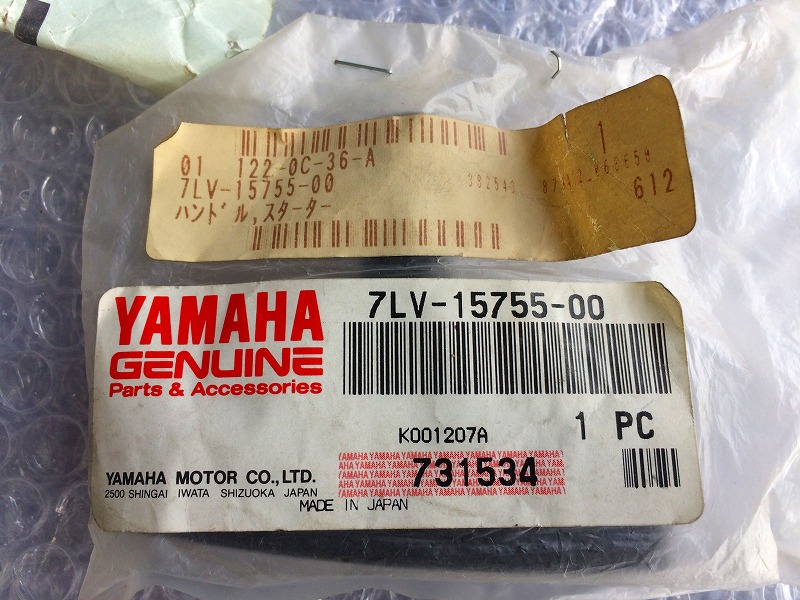 01 122-0C-36-A
1
7LV-15755-00
612
ハンドル,スターター
YAMAHA
GENUINE
Parts & Accessories
7LV-15755-00
K001207A
1 PC
731534
YAMAHA MOTOR CO.,LTD.
2500 SHINGAI IWATA SHIZUOKA JAPAN
MADE IN JAPAN